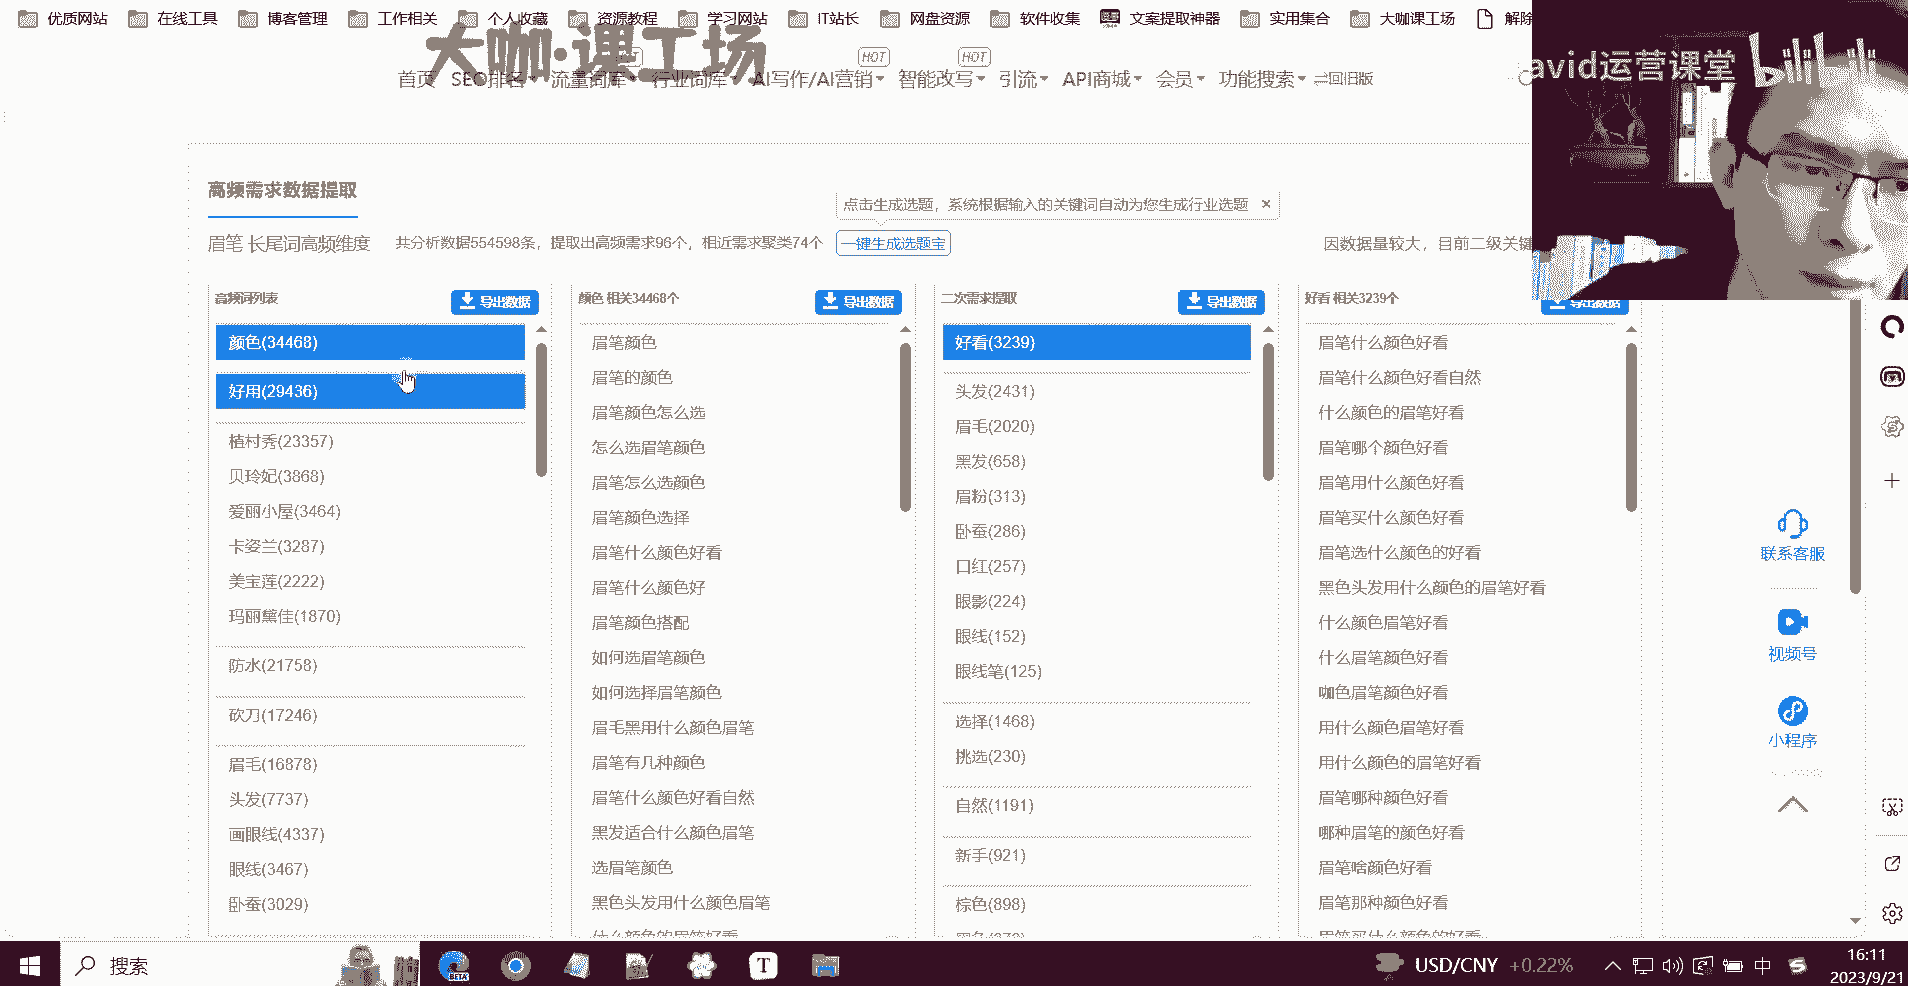 优质网站 在线工具 博客管理 工作相关 个人收藏 资源教程 学习网站 IT站长 网盘资源 软件收集 文案提取神器 实用集合 大咖课工场 解除
大咖·课工场
avid运营课堂 bilibili
HOT HOT
首页 SEO排名 流量词库 行业词库 AI写作/AI营销 智能改写 引流 API商城 会员 功能搜索 回旧版
高频需求数据提取
点击生成选题，系统根据输入的关键词自动为您生成行业选题 ×
眉笔 长尾词高频维度 共分析数据554598条，提取出高频需求96个，相近需求聚类74个 一键生成选题宝 因数据量较大，目前二级关键
高频词列表 导出数据
颜色(34468)
好用(29436)
植村秀(23357)
贝玲妃(3868)
爱丽小屋(3464)
卡姿兰(3287)
美宝莲(2222)
玛丽黛佳(1870)
防水(21758)
砍刀(17246)
眉毛(16878)
头发(7737)
画眼线(4337)
眼线(3467)
卧蚕(3029)
颜色 相关34468个 导出数据
眉笔颜色
眉笔的颜色
眉笔颜色怎么选
怎么选眉笔颜色
眉笔怎么选颜色
眉笔颜色选择
眉笔什么颜色好看
眉笔什么颜色好
眉笔颜色搭配
如何选眉笔颜色
如何选择眉笔颜色
眉毛黑用什么颜色眉笔
眉笔有几种颜色
眉笔什么颜色好看自然
黑发适合什么颜色眉笔
选眉笔颜色
黑色头发用什么颜色眉笔
什么颜色的眉笔好看
二次需求提取 导出数据
好看(3239)
头发(2431)
眉毛(2020)
黑发(658)
眉粉(313)
卧蚕(286)
口红(257)
眼影(224)
眼线(152)
眼线笔(125)
选择(1468)
挑选(230)
自然(1191)
新手(921)
棕色(898)
好看 相关3239个 导出数据
眉笔什么颜色好看
眉笔什么颜色好看自然
什么颜色的眉笔好看
眉笔哪个颜色好看
眉笔用什么颜色好看
眉笔买什么颜色好看
眉笔选什么颜色的好看
黑色头发用什么颜色的眉笔好看
什么颜色眉笔好看
什么眉笔颜色好看
咖色眉笔颜色好看
用什么颜色眉笔好看
用什么颜色的眉笔好看
眉笔哪种颜色好看
哪种眉笔的颜色好看
眉笔啥颜色好看
眉笔那种颜色好看
眉笔买什么颜色的好看
联系客服
视频号
小程序
搜索
BETA
T
USD/CNY +0.22%
中
16:11
2023/9/21